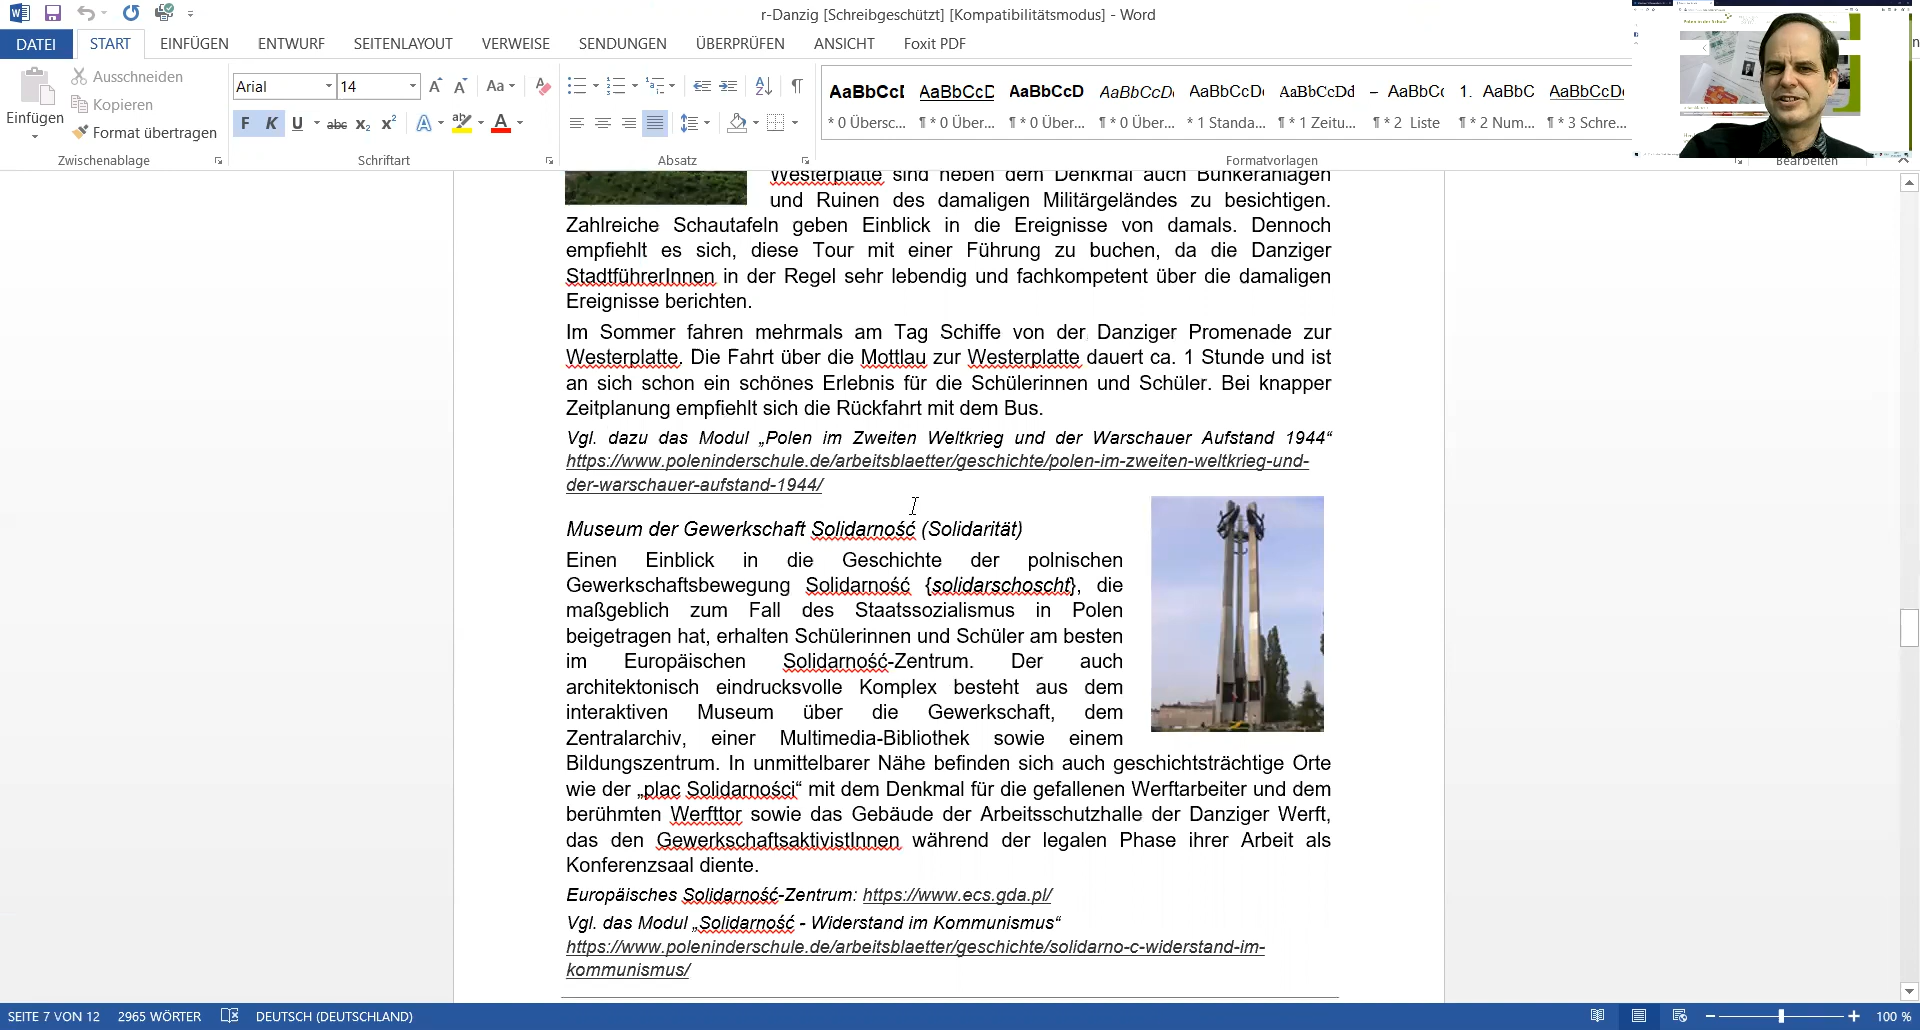 r-Danzig [Schreibgeschützt] [Kompatibilitätsmodus] - Word
DATEI START EINFÜGEN ENTWURF SEITENLAYOUT VERWEISE SENDUNGEN ÜBERPRÜFEN ANSICHT Foxit PDF
Einfügen
Ausschneiden
Kopieren
Format übertragen
Zwischenablage
Arial 14
F K U abc x₂ x²
Schriftart
Absatz
AaBbCcI AaBbCcD AaBbCcD AaBbCcD AaBbCcDc AaBbCcDd – AaBbCc 1. AaBbC AaBbCcDc
* 0 Übersc... ¶ * 0 Über... ¶ * 0 Über... ¶ * 0 Über... * 1 Standa... ¶ * 1 Zeitu... ¶ * 2 Liste ¶ * 2 Num... ¶ * 3 Schre...
Formatvorlagen
Bearbeiten
Westerplatte sind neben dem Denkmal auch Bunkeranlagen
und Ruinen des damaligen Militärgeländes zu besichtigen.
Zahlreiche Schautafeln geben Einblick in die Ereignisse von damals. Dennoch
empfiehlt es sich, diese Tour mit einer Führung zu buchen, da die Danziger
StadtführerInnen in der Regel sehr lebendig und fachkompetent über die damaligen
Ereignisse berichten.
Im Sommer fahren mehrmals am Tag Schiffe von der Danziger Promenade zur
Westerplatte. Die Fahrt über die Mottlau zur Westerplatte dauert ca. 1 Stunde und ist
an sich schon ein schönes Erlebnis für die Schülerinnen und Schüler. Bei knapper
Zeitplanung empfiehlt sich die Rückfahrt mit dem Bus.
Vgl. dazu das Modul „Polen im Zweiten Weltkrieg und der Warschauer Aufstand 1944“
https://www.poleninderschule.de/arbeitsblaetter/geschichte/polen-im-zweiten-weltkrieg-und-
der-warschauer-aufstand-1944/
Museum der Gewerkschaft Solidarność (Solidarität)
Einen Einblick in die Geschichte der polnischen
Gewerkschaftsbewegung Solidarność {solidarschoscht}, die
maßgeblich zum Fall des Staatssozialismus in Polen
beigetragen hat, erhalten Schülerinnen und Schüler am besten
im Europäischen Solidarność-Zentrum. Der auch
architektonisch eindrucksvolle Komplex besteht aus dem
interaktiven Museum über die Gewerkschaft, dem
Zentralarchiv, einer Multimedia-Bibliothek sowie einem
Bildungszentrum. In unmittelbarer Nähe befinden sich auch geschichtsträchtige Orte
wie der „plac Solidarności“ mit dem Denkmal für die gefallenen Werftarbeiter und dem
berühmten Werfttor sowie das Gebäude der Arbeitsschutzhalle der Danziger Werft,
das den GewerkschaftsaktivistInnen während der legalen Phase ihrer Arbeit als
Konferenzsaal diente.
Europäisches Solidarność-Zentrum: https://www.ecs.gda.pl/
Vgl. das Modul „Solidarność - Widerstand im Kommunismus“
https://www.poleninderschule.de/arbeitsblaetter/geschichte/solidarno-c-widerstand-im-
kommunismus/
SEITE 7 VON 12 2965 WÖRTER DEUTSCH (DEUTSCHLAND) 100 %